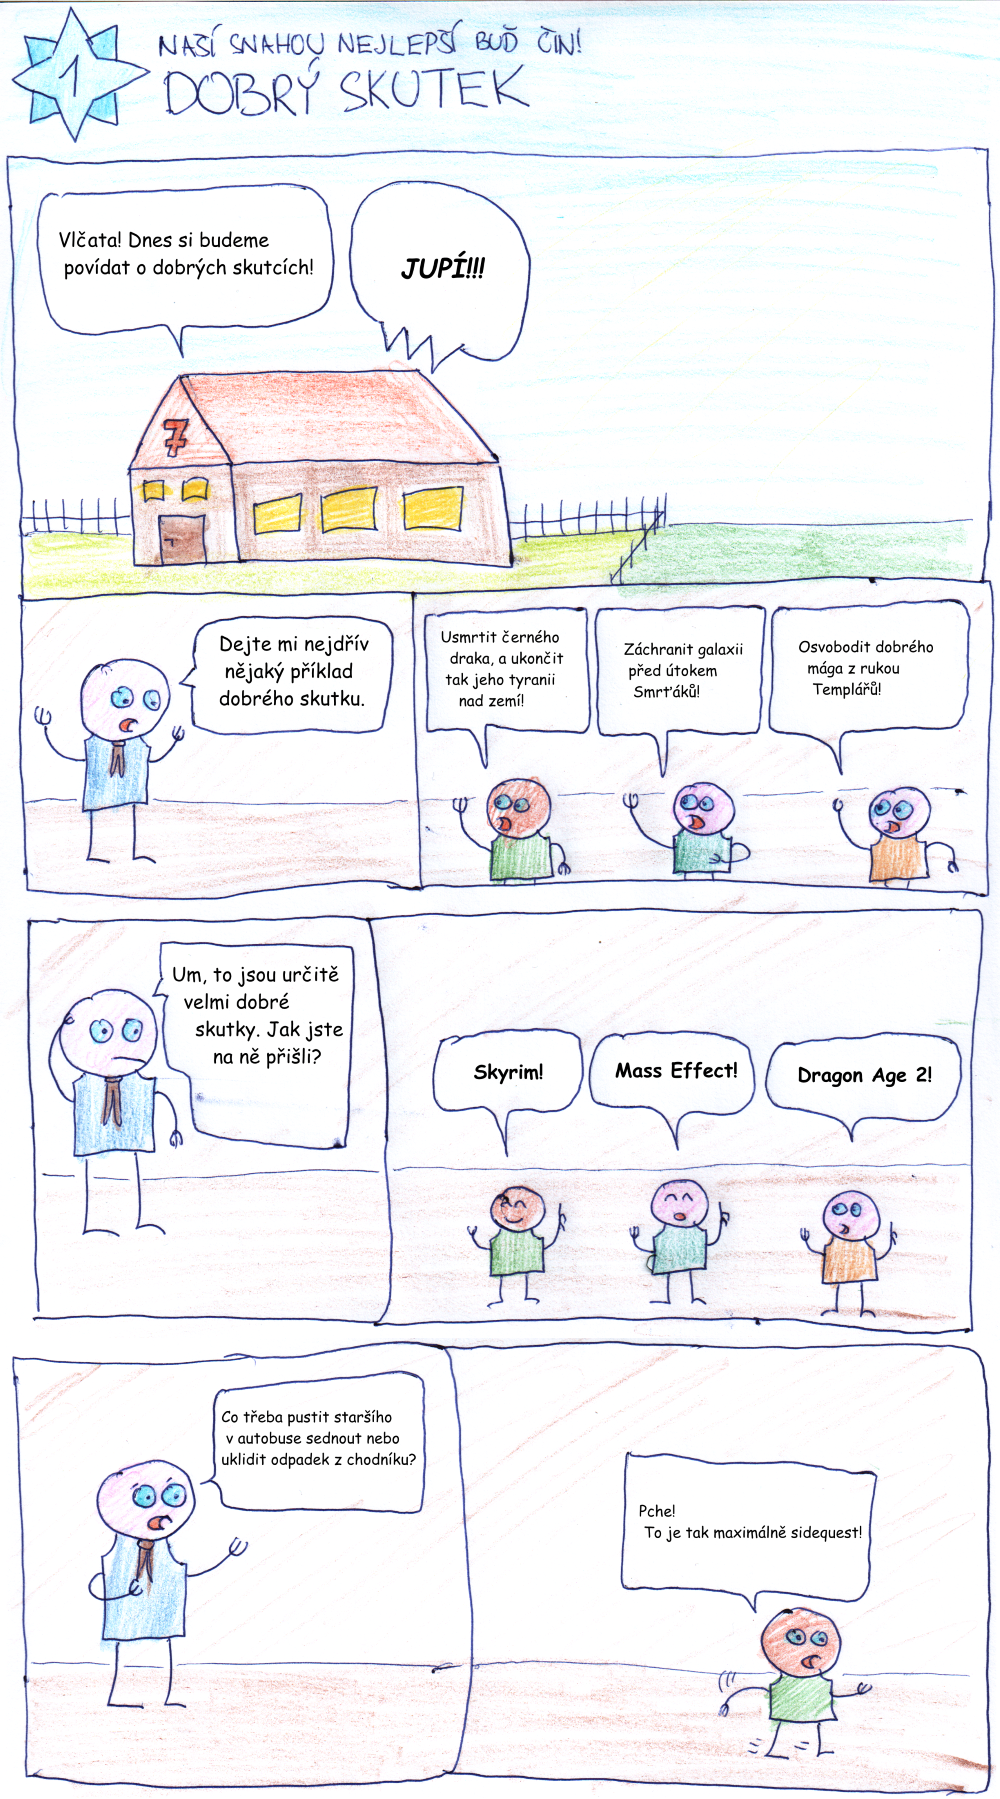 1
NAŠÍ SNAHOU NEJLEPŠÍ BUĎ ČIN!
DOBRÝ SKUTEK
Vlčata! Dnes si budeme
povídat o dobrých skutcích!
JUPÍ!!!
7
Dejte mi nejdřív
nějaký příklad
dobrého skutku.
Usmrtit černého
draka, a ukončit
tak jeho tyranii
nad zemí!
Záchranit galaxii
před útokem
Smrťáků!
Osvobodit dobrého
mága z rukou
Templářů!
Um, to jsou určitě
velmi dobré
skutky. Jak jste
na ně přišli?
Skyrim!
Mass Effect!
Dragon Age 2!
Co třeba pustit staršího
v autobuse sednout nebo
uklidit odpadek z chodníku?
Pche!
To je tak maximálně sidequest!